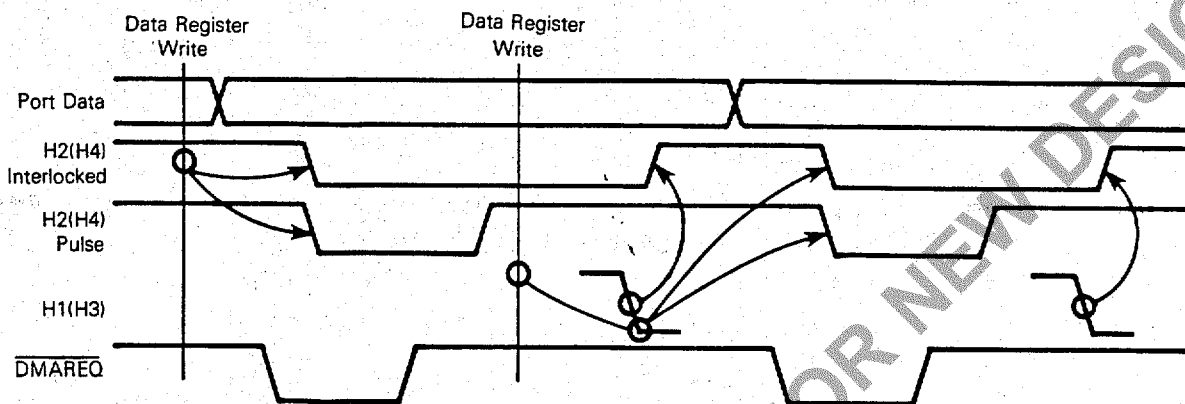 Data Register
Write
Data Register
Write
Port Data
H2(H4)
Interlocked
H2(H4)
Pulse
H1(H3)
DMAREQ
OR NEW DESIG